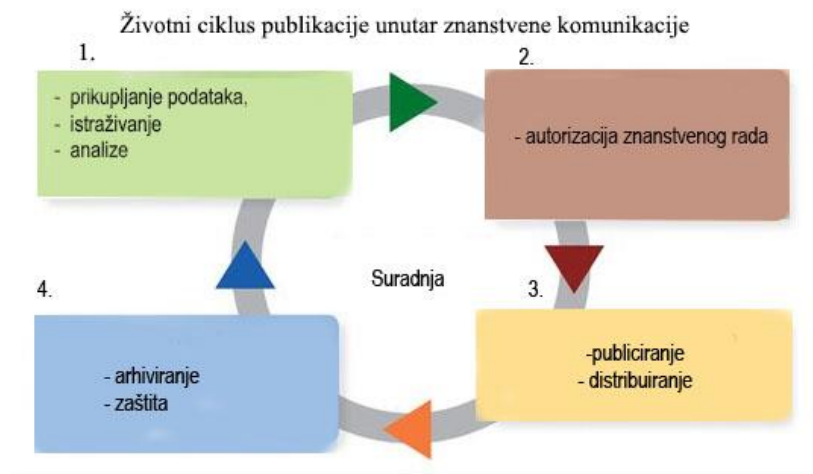 Životni ciklus publikacije unutar znanstvene komunikacije
1.
- prikupljanje podataka,
- istraživanje
- analize
2.
- autorizacija znanstvenog rada
Suradnja
3.
-publiciranje
- distribuiranje
4.
- arhiviranje
- zaštita